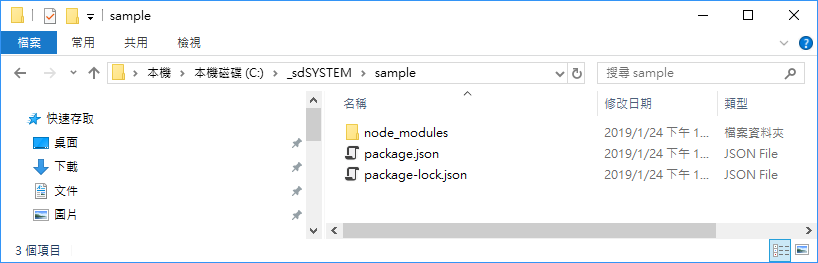 sample
檔案 常用 共用 檢視
本機 本機磁碟 (C:) _sdSYSTEM sample 搜尋 sample
名稱 修改日期 類型
快速存取
桌面
下載
文件
圖片
node_modules 2019/1/24 下午 1... 檔案資料夾
package.json 2019/1/24 下午 1... JSON File
package-lock.json 2019/1/24 下午 1... JSON File
3 個項目